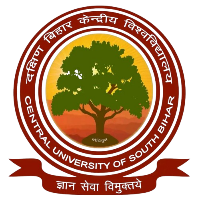 दक्षिण बिहार केन्द्रीय विश्वविद्यालय
CENTRAL UNIVERSITY OF SOUTH BIHAR
ज्ञान सेवा विमुक्तये